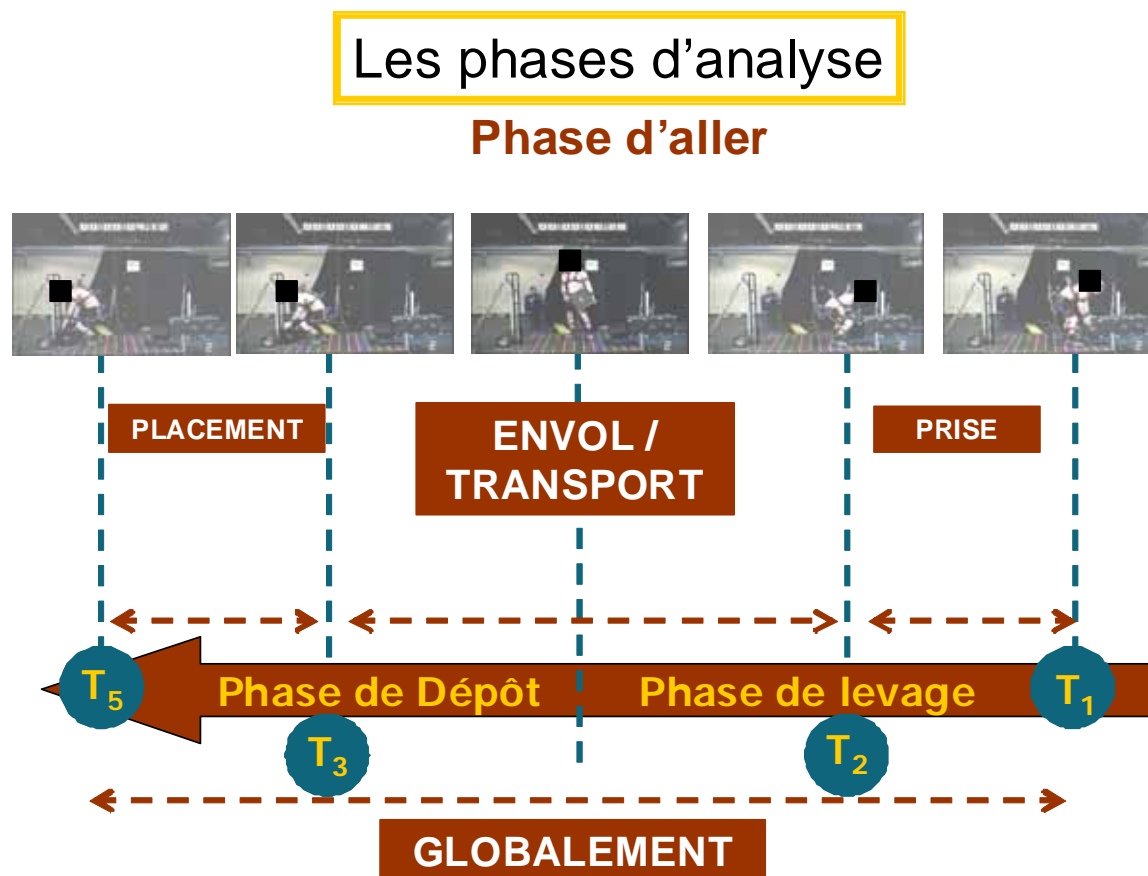 Les phases d'analyse
Phase d'aller
PLACEMENT
ENVOL /
TRANSPORT
PRISE
T5
Phase de Dépôt
Phase de levage
T1
T3
T2
GLOBALEMENT